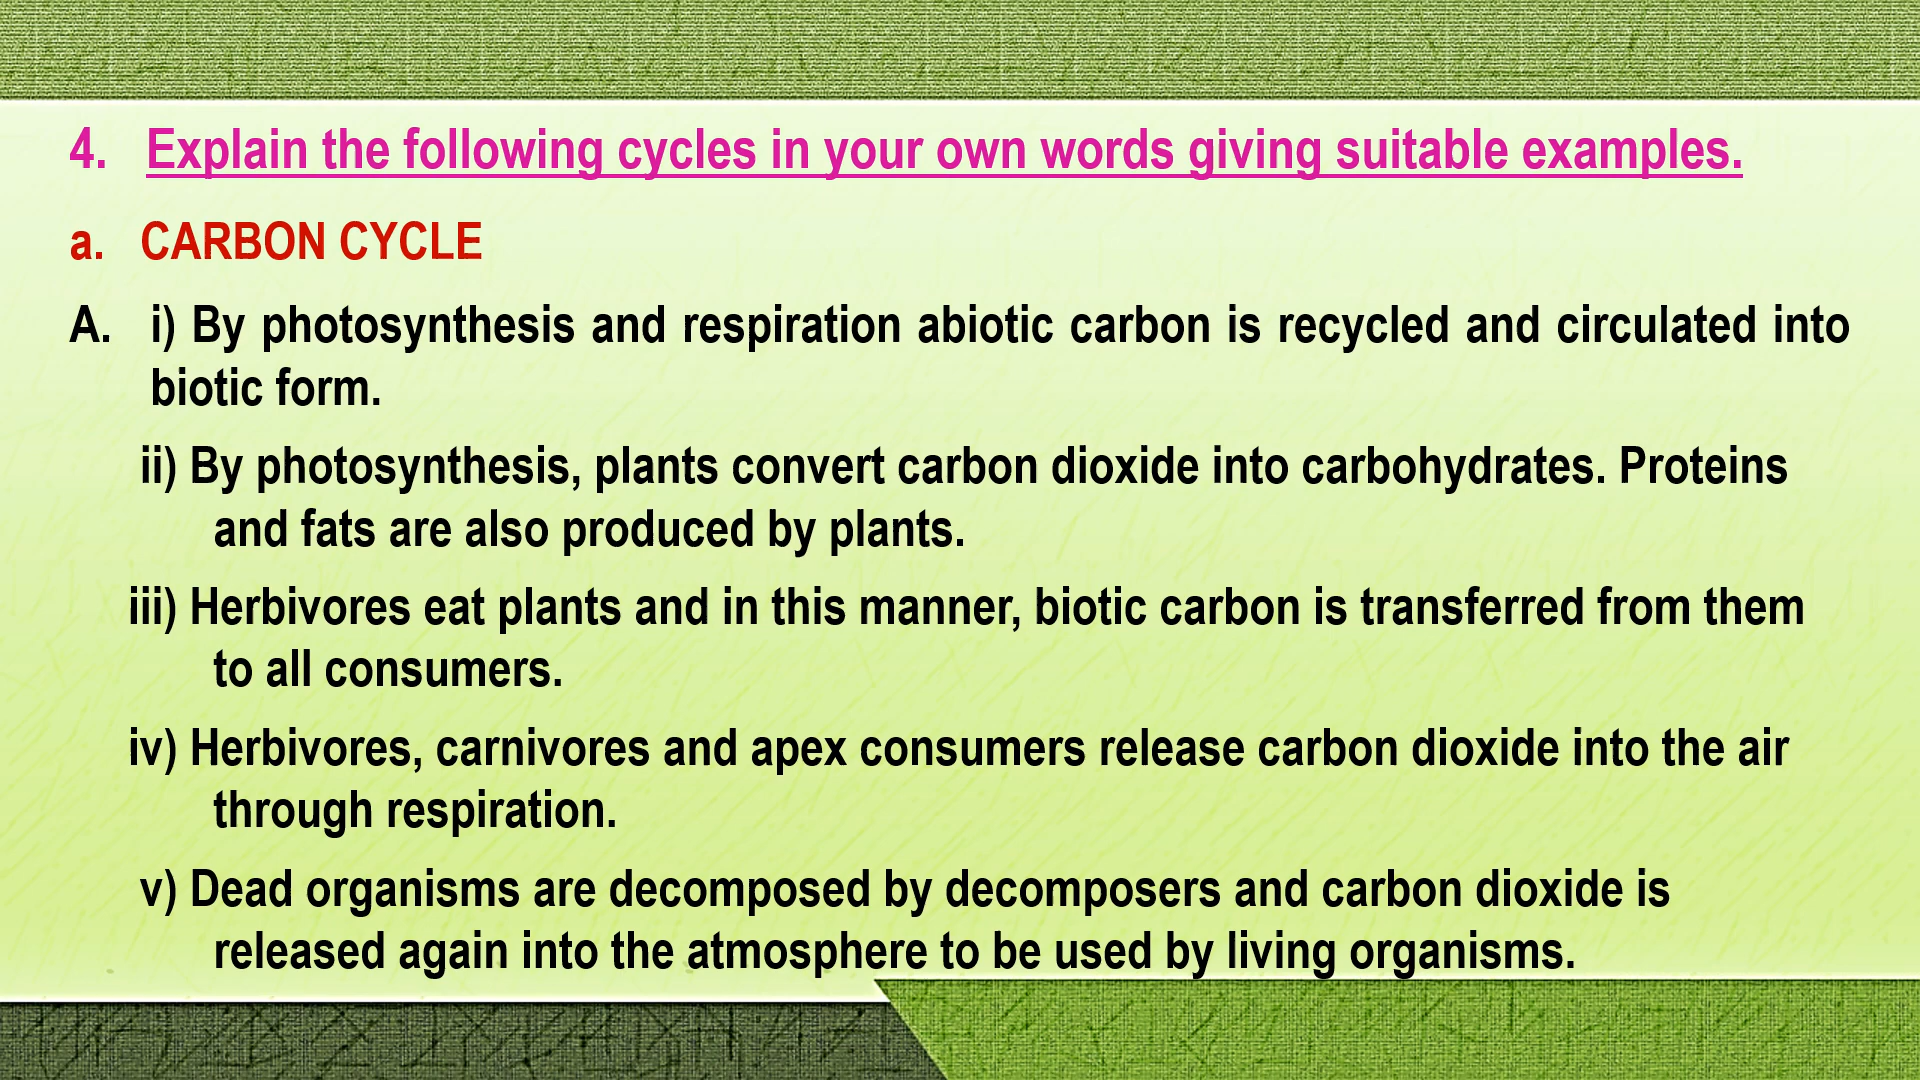 4. Explain the following cycles in your own words giving suitable examples.
a. CARBON CYCLE
A. i) By photosynthesis and respiration abiotic carbon is recycled and circulated into
biotic form.
ii) By photosynthesis, plants convert carbon dioxide into carbohydrates. Proteins
and fats are also produced by plants.
iii) Herbivores eat plants and in this manner, biotic carbon is transferred from them
to all consumers.
iv) Herbivores, carnivores and apex consumers release carbon dioxide into the air
through respiration.
v) Dead organisms are decomposed by decomposers and carbon dioxide is
released again into the atmosphere to be used by living organisms.